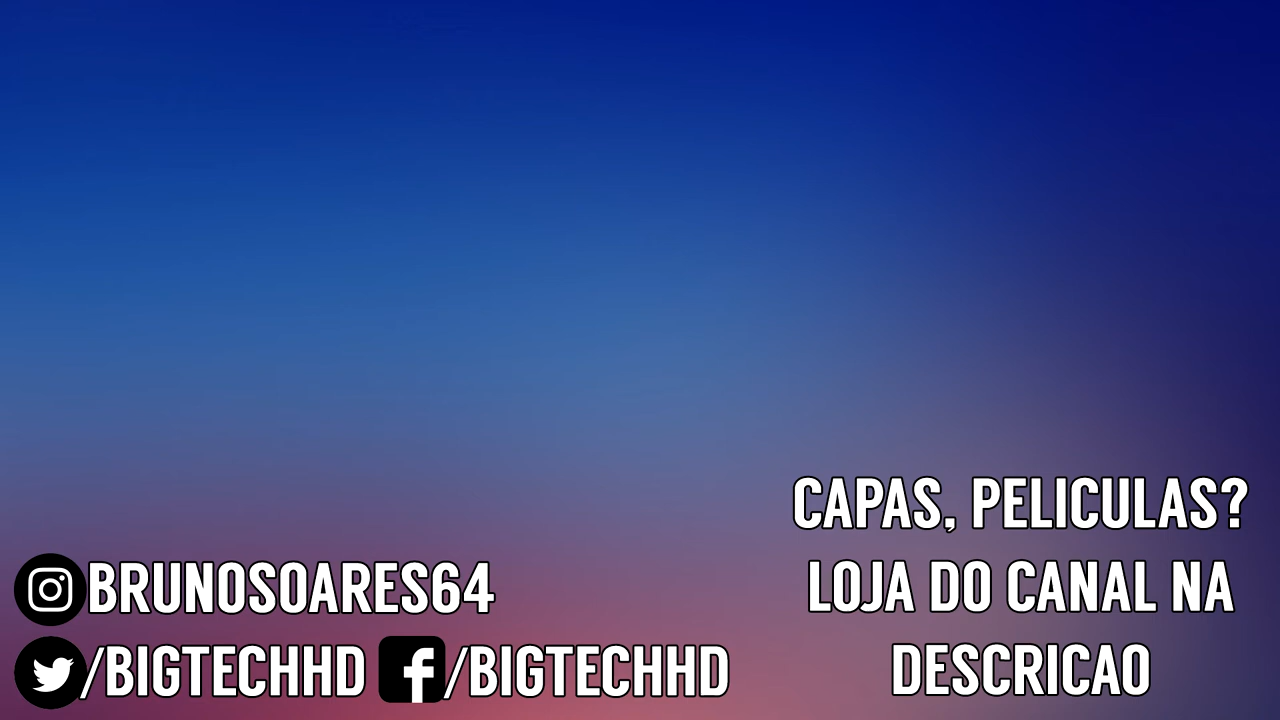 CAPAS, PELICULAS?
LOJA DO CANAL NA
DESCRICAO
BRUNOSOARES64
/BIGTECHHD /BIGTECHHD